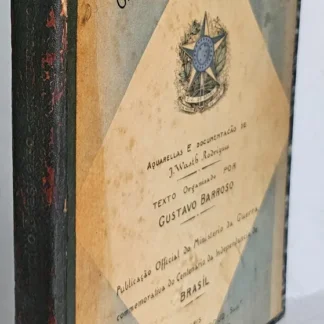 AQUARELLAS E DOCUMENTAÇÃO DE
J. Wasth Rodrigues
TEXTO Organisado POR
GUSTAVO BARROSO
Publicação Official do Ministerio da Guerra,
commemorativa do Centenario da Independencia do
BRASIL